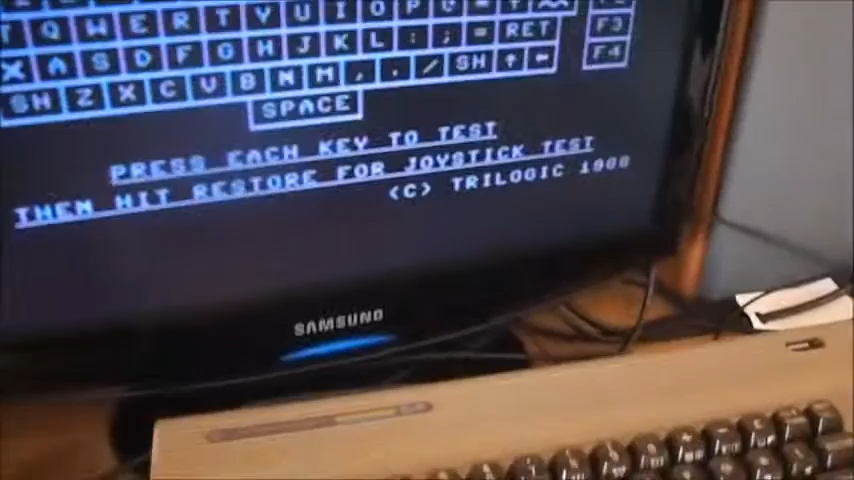 Q W E R T Y U I O P
A S D F G H J K L : ; = RET F3
SH Z X C V B N M , . / SH ↑ ← F4
SPACE
PRESS EACH KEY TO TEST
THEN HIT RESTORE FOR JOYSTICK TEST
(C) TRILOGIC 1988
SAMSUNG